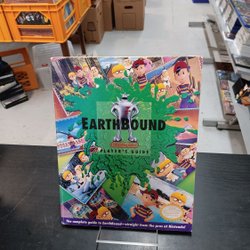 EARTHBOUND
PLAYER'S GUIDE
The complete guide to EarthBound—straight from the pros at Nintendo!